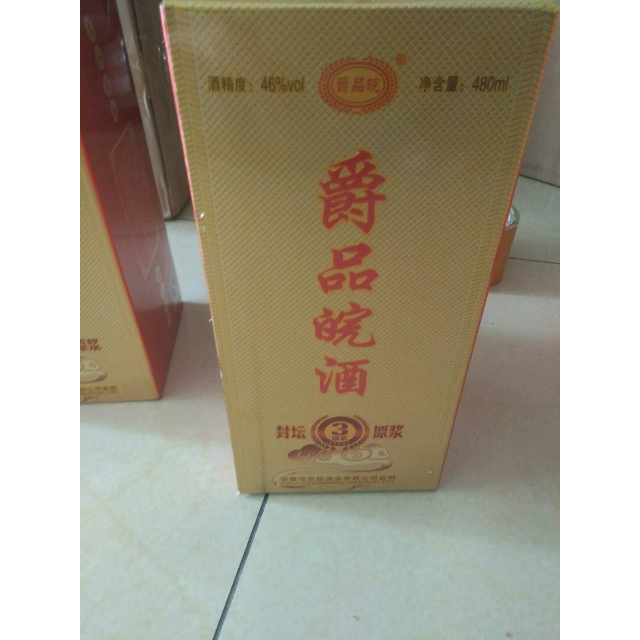 酒精度：46%vol
爵品皖
®
净含量：480ml
爵品皖酒
封坛
3
原浆